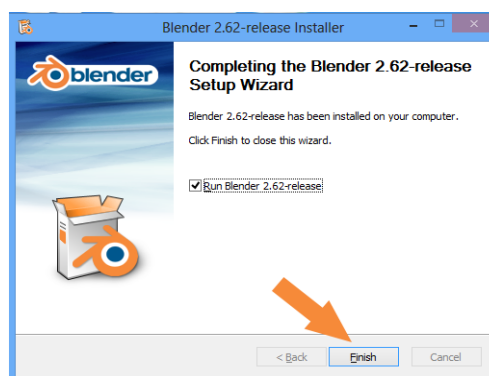 Blender 2.62-release Installer
blender
Completing the Blender 2.62-release
Setup Wizard
Blender 2.62-release has been installed on your computer.
Click Finish to close this wizard.
Run Blender 2.62-release
< Back
Finish
Cancel